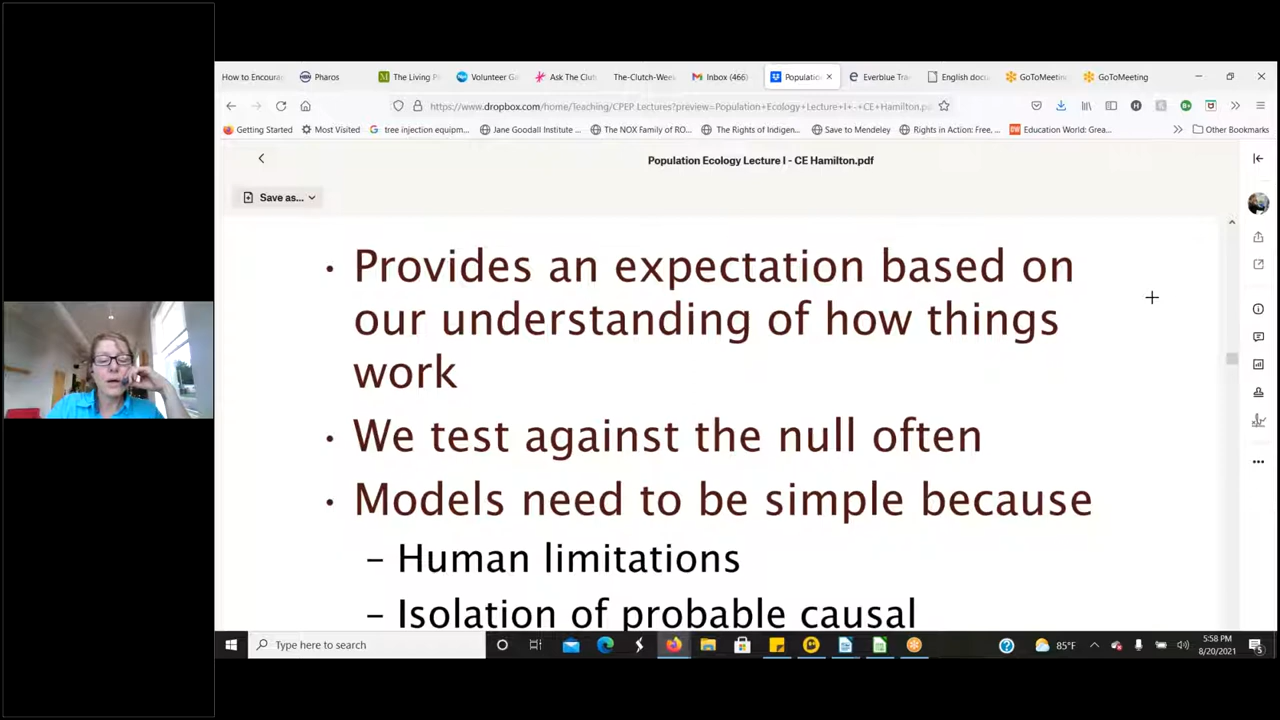 How to Encoura Pharos The Living P Volunteer Ga Ask The Clut The-Clutch-Wee Inbox (466) Populatio Everblue Tra English docu GoToMeeting GoToMeeting
https://www.dropbox.com/home/Teaching/CPEP Lectures?preview=Population+Ecology+Lecture+I+-+CE+Hamilton.p
Getting Started Most Visited tree injection equipm... Jane Goodall Institute ... The NOX Family of RO... The Rights of Indigen... Save to Mendeley Rights in Action: Free, ... Education World: Grea... Other Bookmarks
Population Ecology Lecture I - CE Hamilton.pdf
Save as...
• Provides an expectation based on
our understanding of how things
work
• We test against the null often
• Models need to be simple because
– Human limitations
– Isolation of probable causal
Type here to search
85°F
5:58 PM
8/20/2021